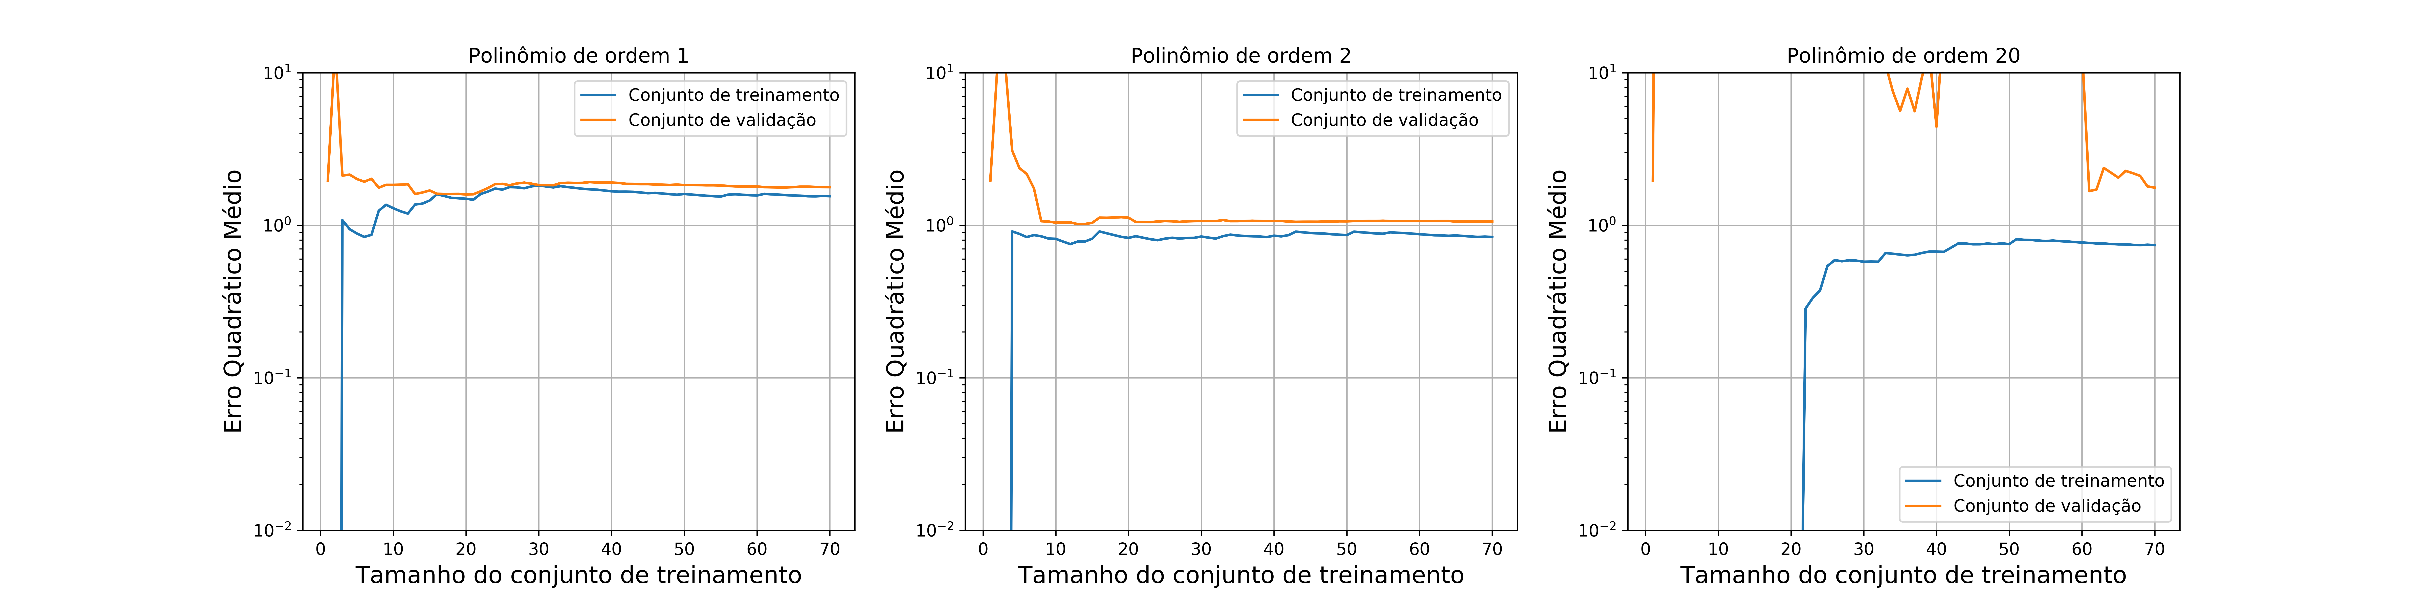 Polinômio de ordem 1
Erro Quadrático Médio
10¹
10⁰
10⁻¹
10⁻²
Conjunto de treinamento
Conjunto de validação
0 10 20 30 40 50 60 70
Tamanho do conjunto de treinamento
Polinômio de ordem 2
Erro Quadrático Médio
10¹
10⁰
10⁻¹
10⁻²
Conjunto de treinamento
Conjunto de validação
0 10 20 30 40 50 60 70
Tamanho do conjunto de treinamento
Polinômio de ordem 20
Erro Quadrático Médio
10¹
10⁰
10⁻¹
10⁻²
Conjunto de treinamento
Conjunto de validação
0 10 20 30 40 50 60 70
Tamanho do conjunto de treinamento